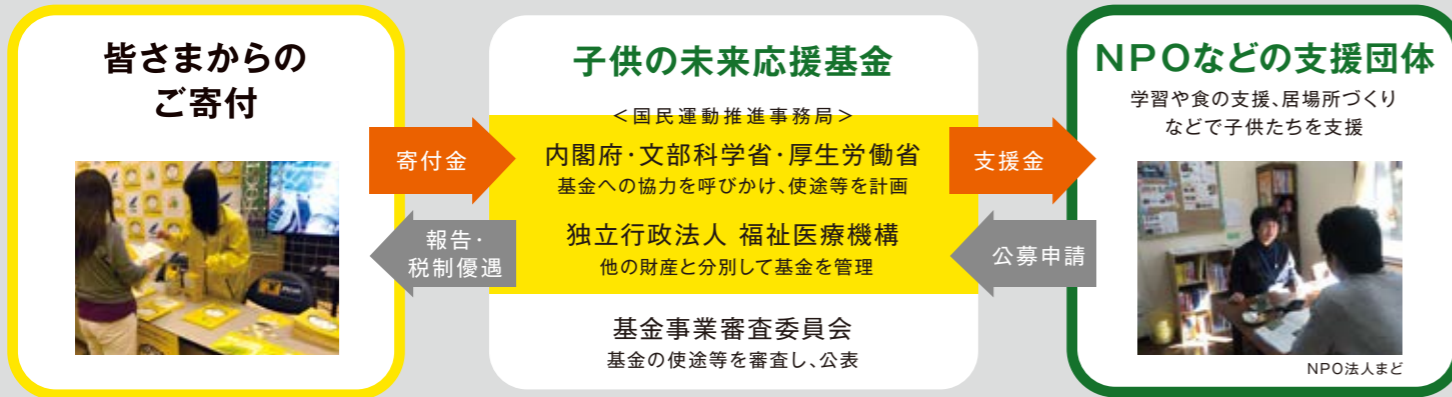 皆さまからの
ご寄付
寄付金
報告・
税制優遇
子供の未来応援基金
＜国民運動推進事務局＞
内閣府・文部科学省・厚生労働省
基金への協力を呼びかけ、使途等を計画
独立行政法人 福祉医療機構
他の財産と分別して基金を管理
基金事業審査委員会
基金の使途等を審査し、公表
支援金
公募申請
NPOなどの支援団体
学習や食の支援、居場所づくり
などで子供たちを支援
NPO法人まど